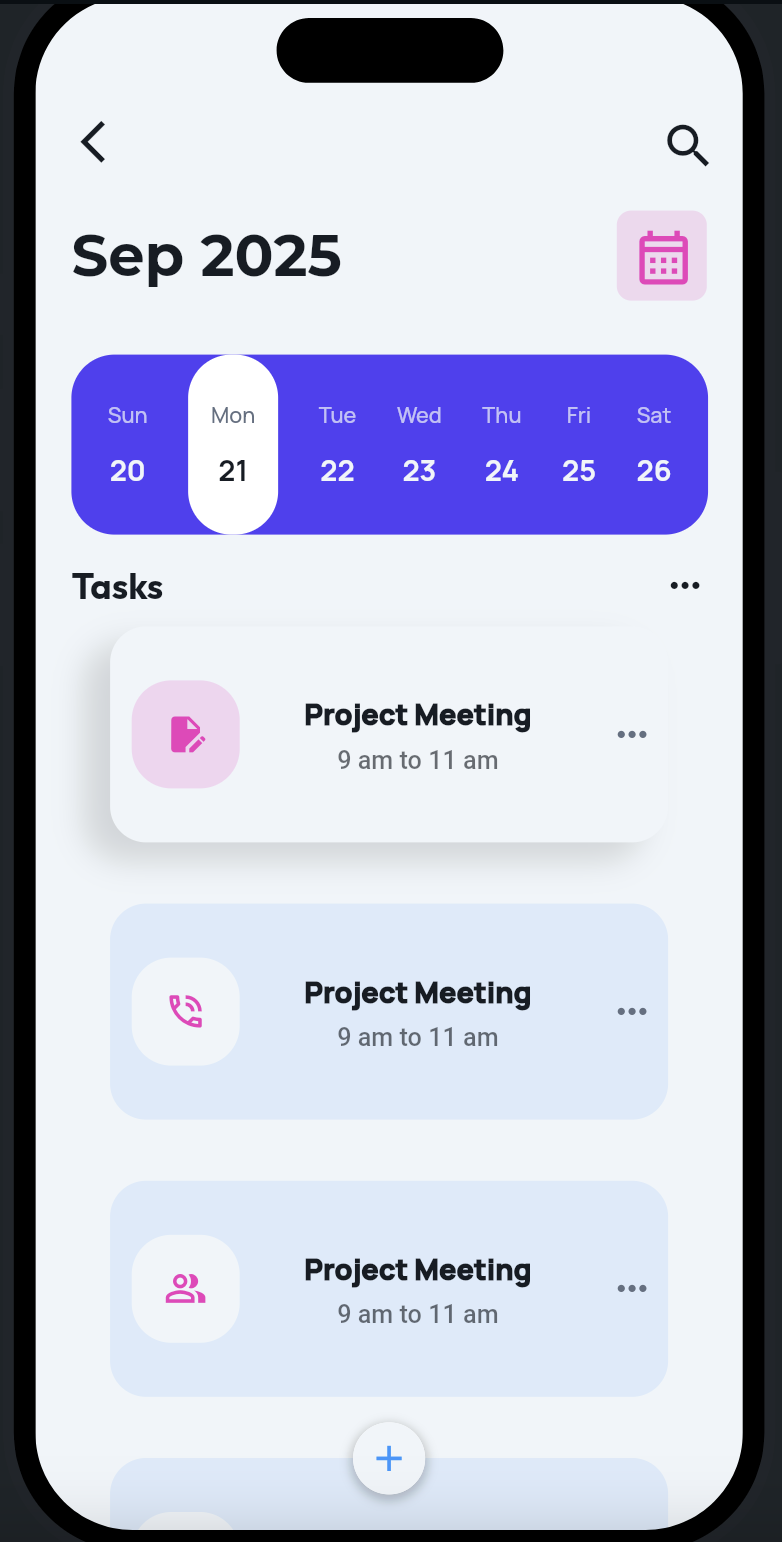 Sep 2025
Sun Mon Tue Wed Thu Fri Sat
20 21 22 23 24 25 26
Tasks
Project Meeting
9 am to 11 am
Project Meeting
9 am to 11 am
Project Meeting
9 am to 11 am